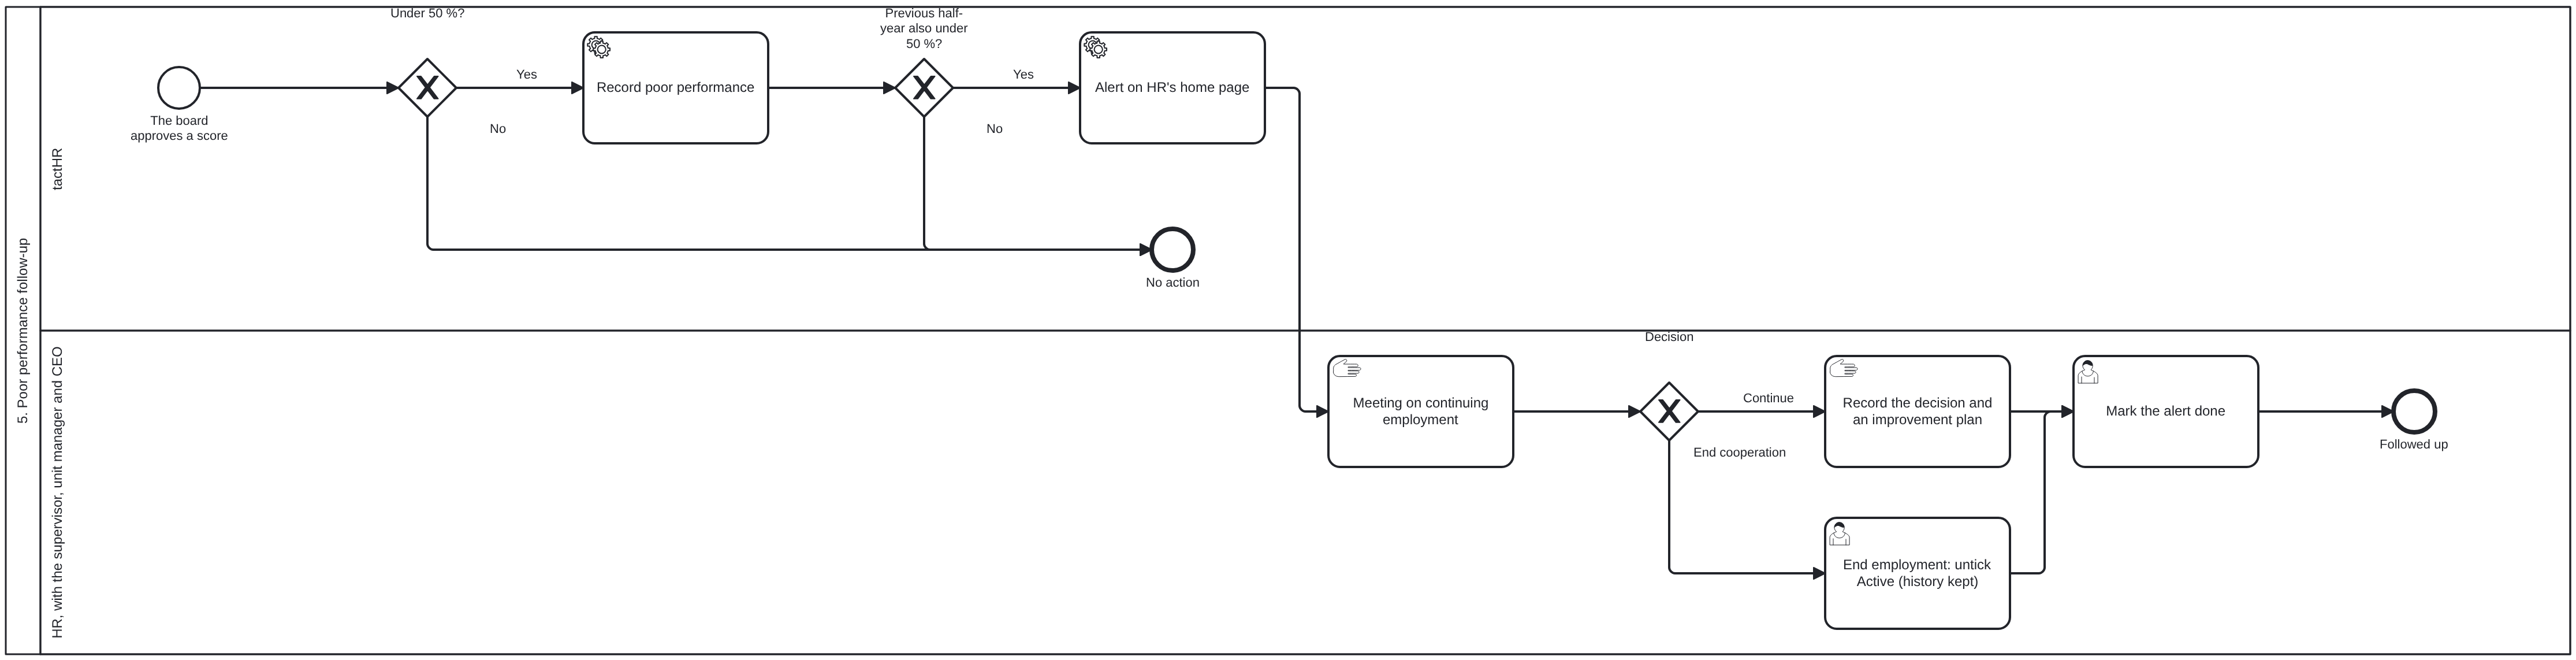 5. Poor performance follow-up
tactHR
The board
approves a score
Under 50 %?
Yes
No
Record poor performance
Previous half-
year also under
50 %?
Yes
No
Alert on HR's home page
No action
HR, with the supervisor, unit manager and CEO
Meeting on continuing
employment
Decision
Continue
End cooperation
Record the decision and
an improvement plan
End employment: untick
Active (history kept)
Mark the alert done
Followed up